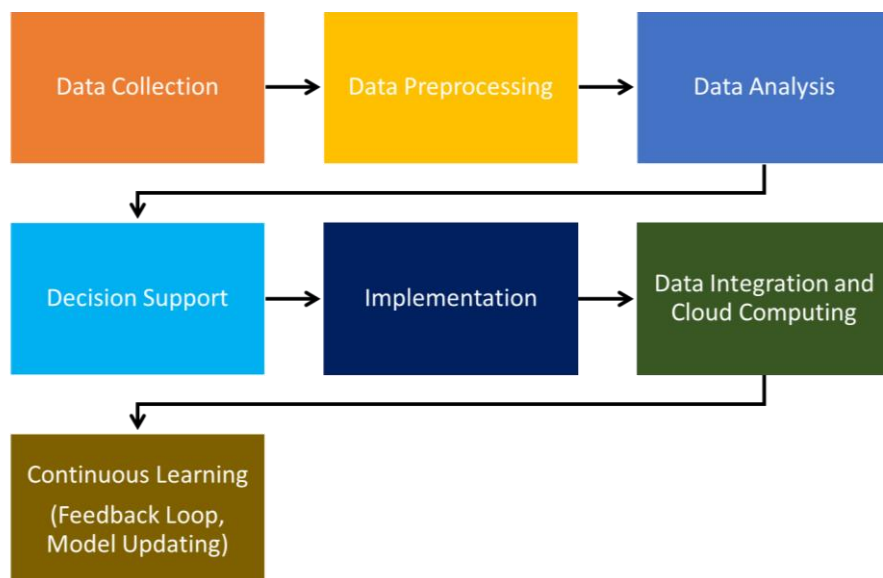 Data Collection
Data Preprocessing
Data Analysis
Decision Support
Implementation
Data Integration and
Cloud Computing
Continuous Learning
(Feedback Loop,
Model Updating)